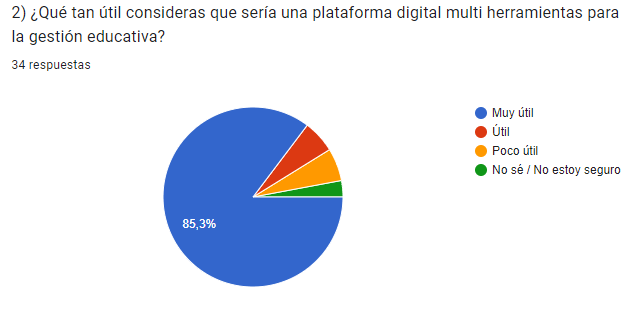 2) ¿Qué tan útil consideras que sería una plataforma digital multi herramientas para
la gestión educativa?
34 respuestas
Muy útil
Útil
Poco útil
No sé / No estoy seguro
85,3%